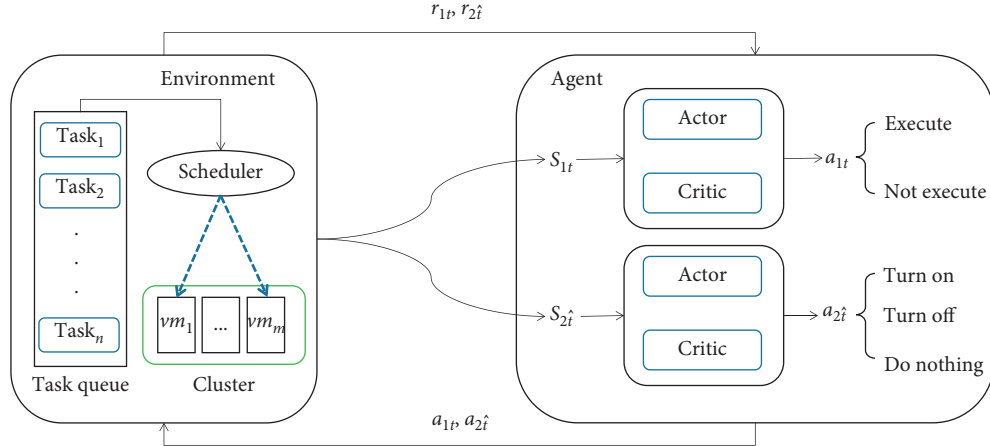 r₁ₜ, r₂t̂
Environment
Task₁
Task₂
.
.
.
Taskₙ
Task queue
Scheduler
vm₁
...
vmₘ
Cluster
Agent
S₁ₜ
Actor
Critic
a₁ₜ
Execute
Not execute
S₂t̂
Actor
Critic
a₂t̂
Turn on
Turn off
Do nothing
a₁ₜ, a₂t̂